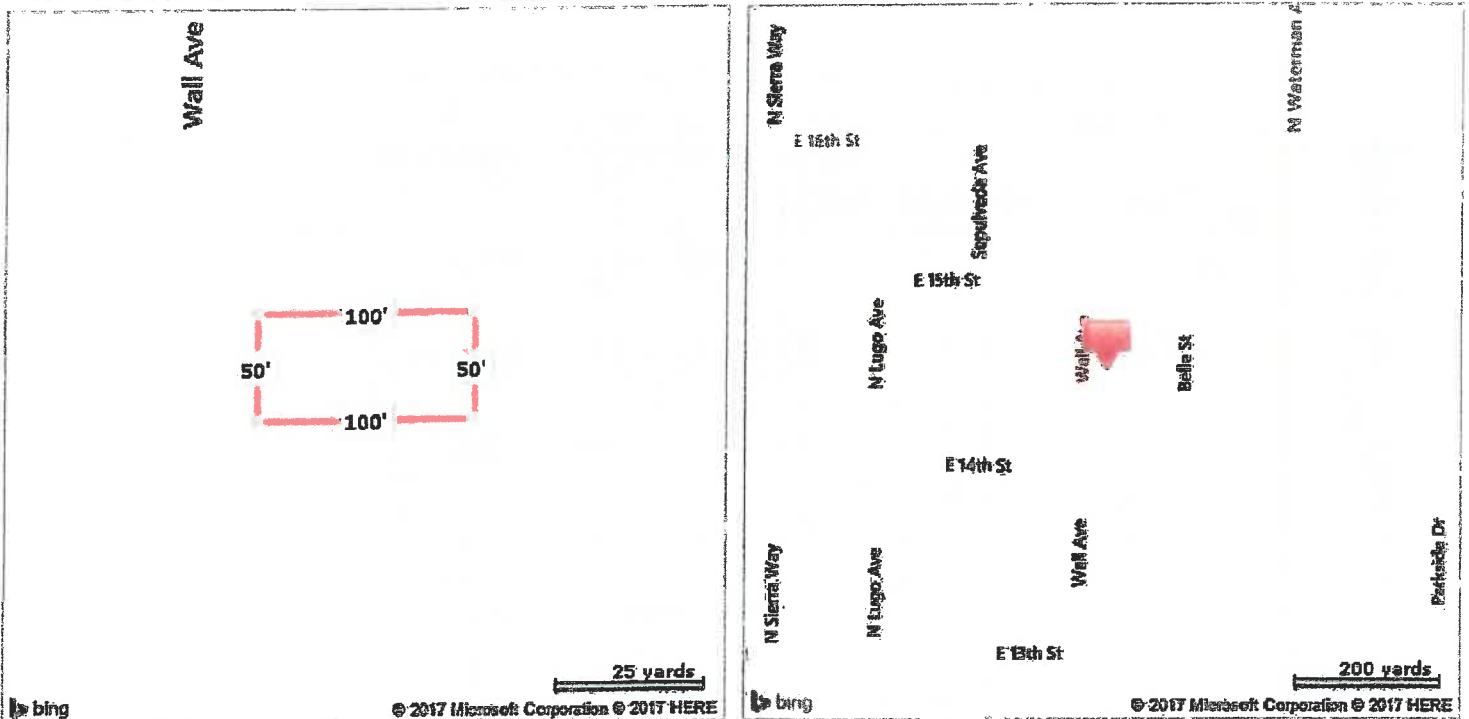 Wall Ave
100'
50'
50'
100'
25 yards
bing
© 2017 Microsoft Corporation © 2017 HERE
N Sierra Way
N Waterman A
E 16th St
Sepulveda Ave
E 15th St
N Lugo Ave
Wall
Bella St
E 14th St
Wall Ave
Parkside Dr
N Sierra Way
N Lugo Ave
E 13th St
200 yards
bing
© 2017 Microsoft Corporation © 2017 HERE